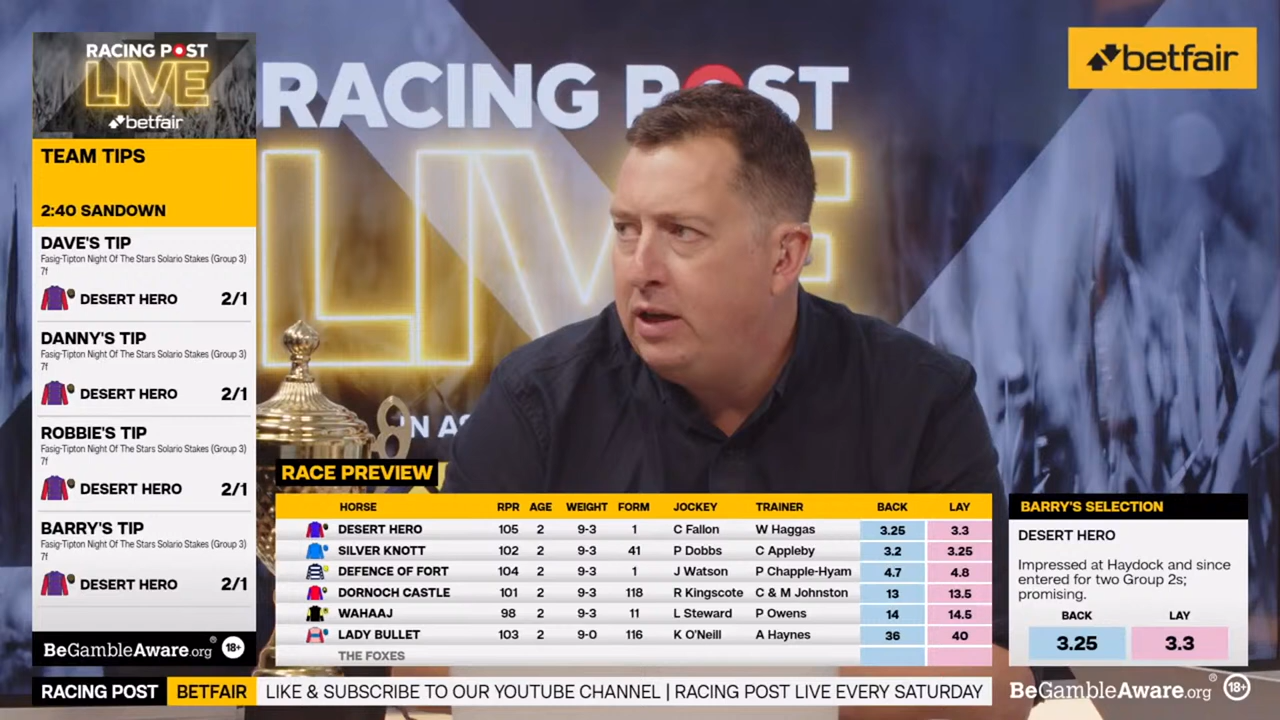 RACING POST
LIVE
betfair
TEAM TIPS
2:40 SANDOWN
DAVE'S TIP
Fasig-Tipton Night Of The Stars Solario Stakes (Group 3)
7f
DESERT HERO 2/1
DANNY'S TIP
Fasig-Tipton Night Of The Stars Solario Stakes (Group 3)
7f
DESERT HERO 2/1
ROBBIE'S TIP
Fasig-Tipton Night Of The Stars Solario Stakes (Group 3)
7f
DESERT HERO 2/1
BARRY'S TIP
Fasig-Tipton Night Of The Stars Solario Stakes (Group 3)
7f
DESERT HERO 2/1
BeGambleAware.org® 18+
RACING POST
LIVE
IN AS
betfair
RACE PREVIEW
HORSE RPR AGE WEIGHT FORM JOCKEY TRAINER BACK LAY
DESERT HERO 105 2 9-3 1 C Fallon W Haggas 3.25 3.3
SILVER KNOTT 102 2 9-3 41 P Dobbs C Appleby 3.2 3.25
DEFENCE OF FORT 104 2 9-3 1 J Watson P Chapple-Hyam 4.7 4.8
DORNOCH CASTLE 101 2 9-3 118 R Kingscote C & M Johnston 13 13.5
WAHAAJ 98 2 9-3 11 L Steward P Owens 14 14.5
LADY BULLET 103 2 9-0 116 K O'Neill A Haynes 36 40
THE FOXES
BARRY'S SELECTION
DESERT HERO
Impressed at Haydock and since
entered for two Group 2s;
promising.
BACK LAY
3.25 3.3
RACING POST BETFAIR LIKE & SUBSCRIBE TO OUR YOUTUBE CHANNEL | RACING POST LIVE EVERY SATURDAY
BeGambleAware.org® 18+